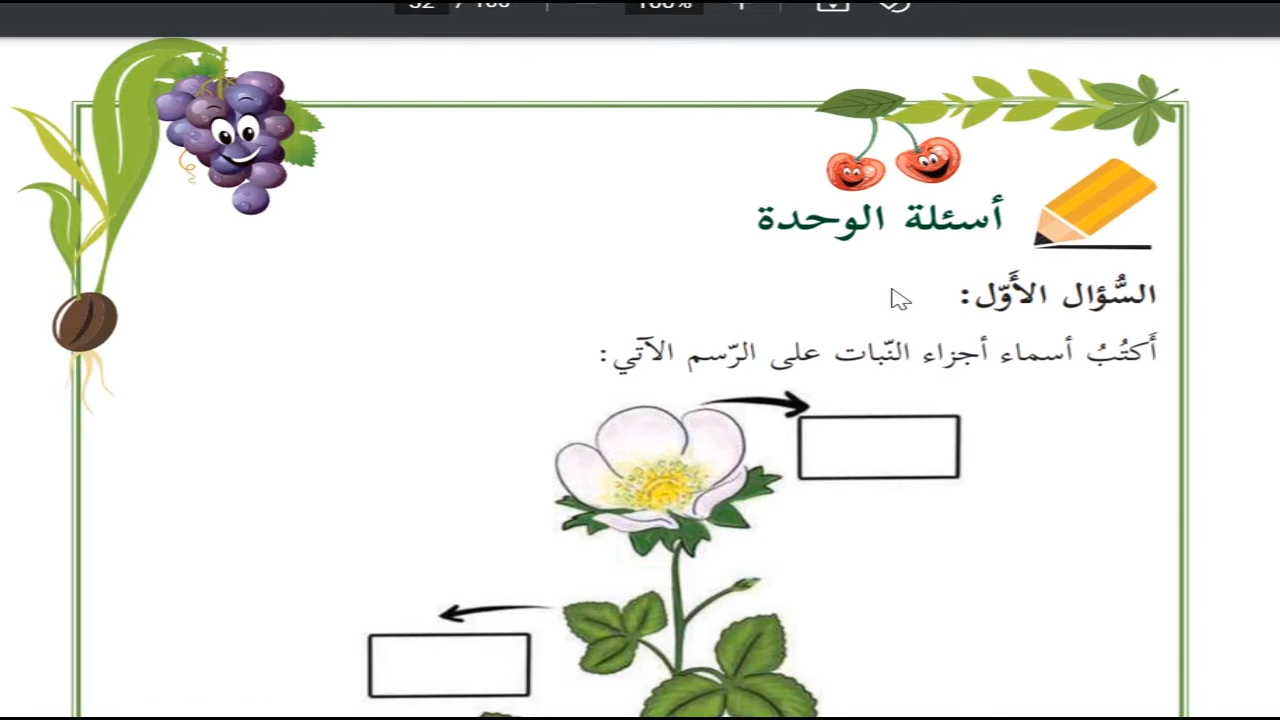 أسئلة الوحدة
السُّؤال الأَوّل:
أَكتُبُ أسماء أجزاء النّبات على الرّسم الآتي: